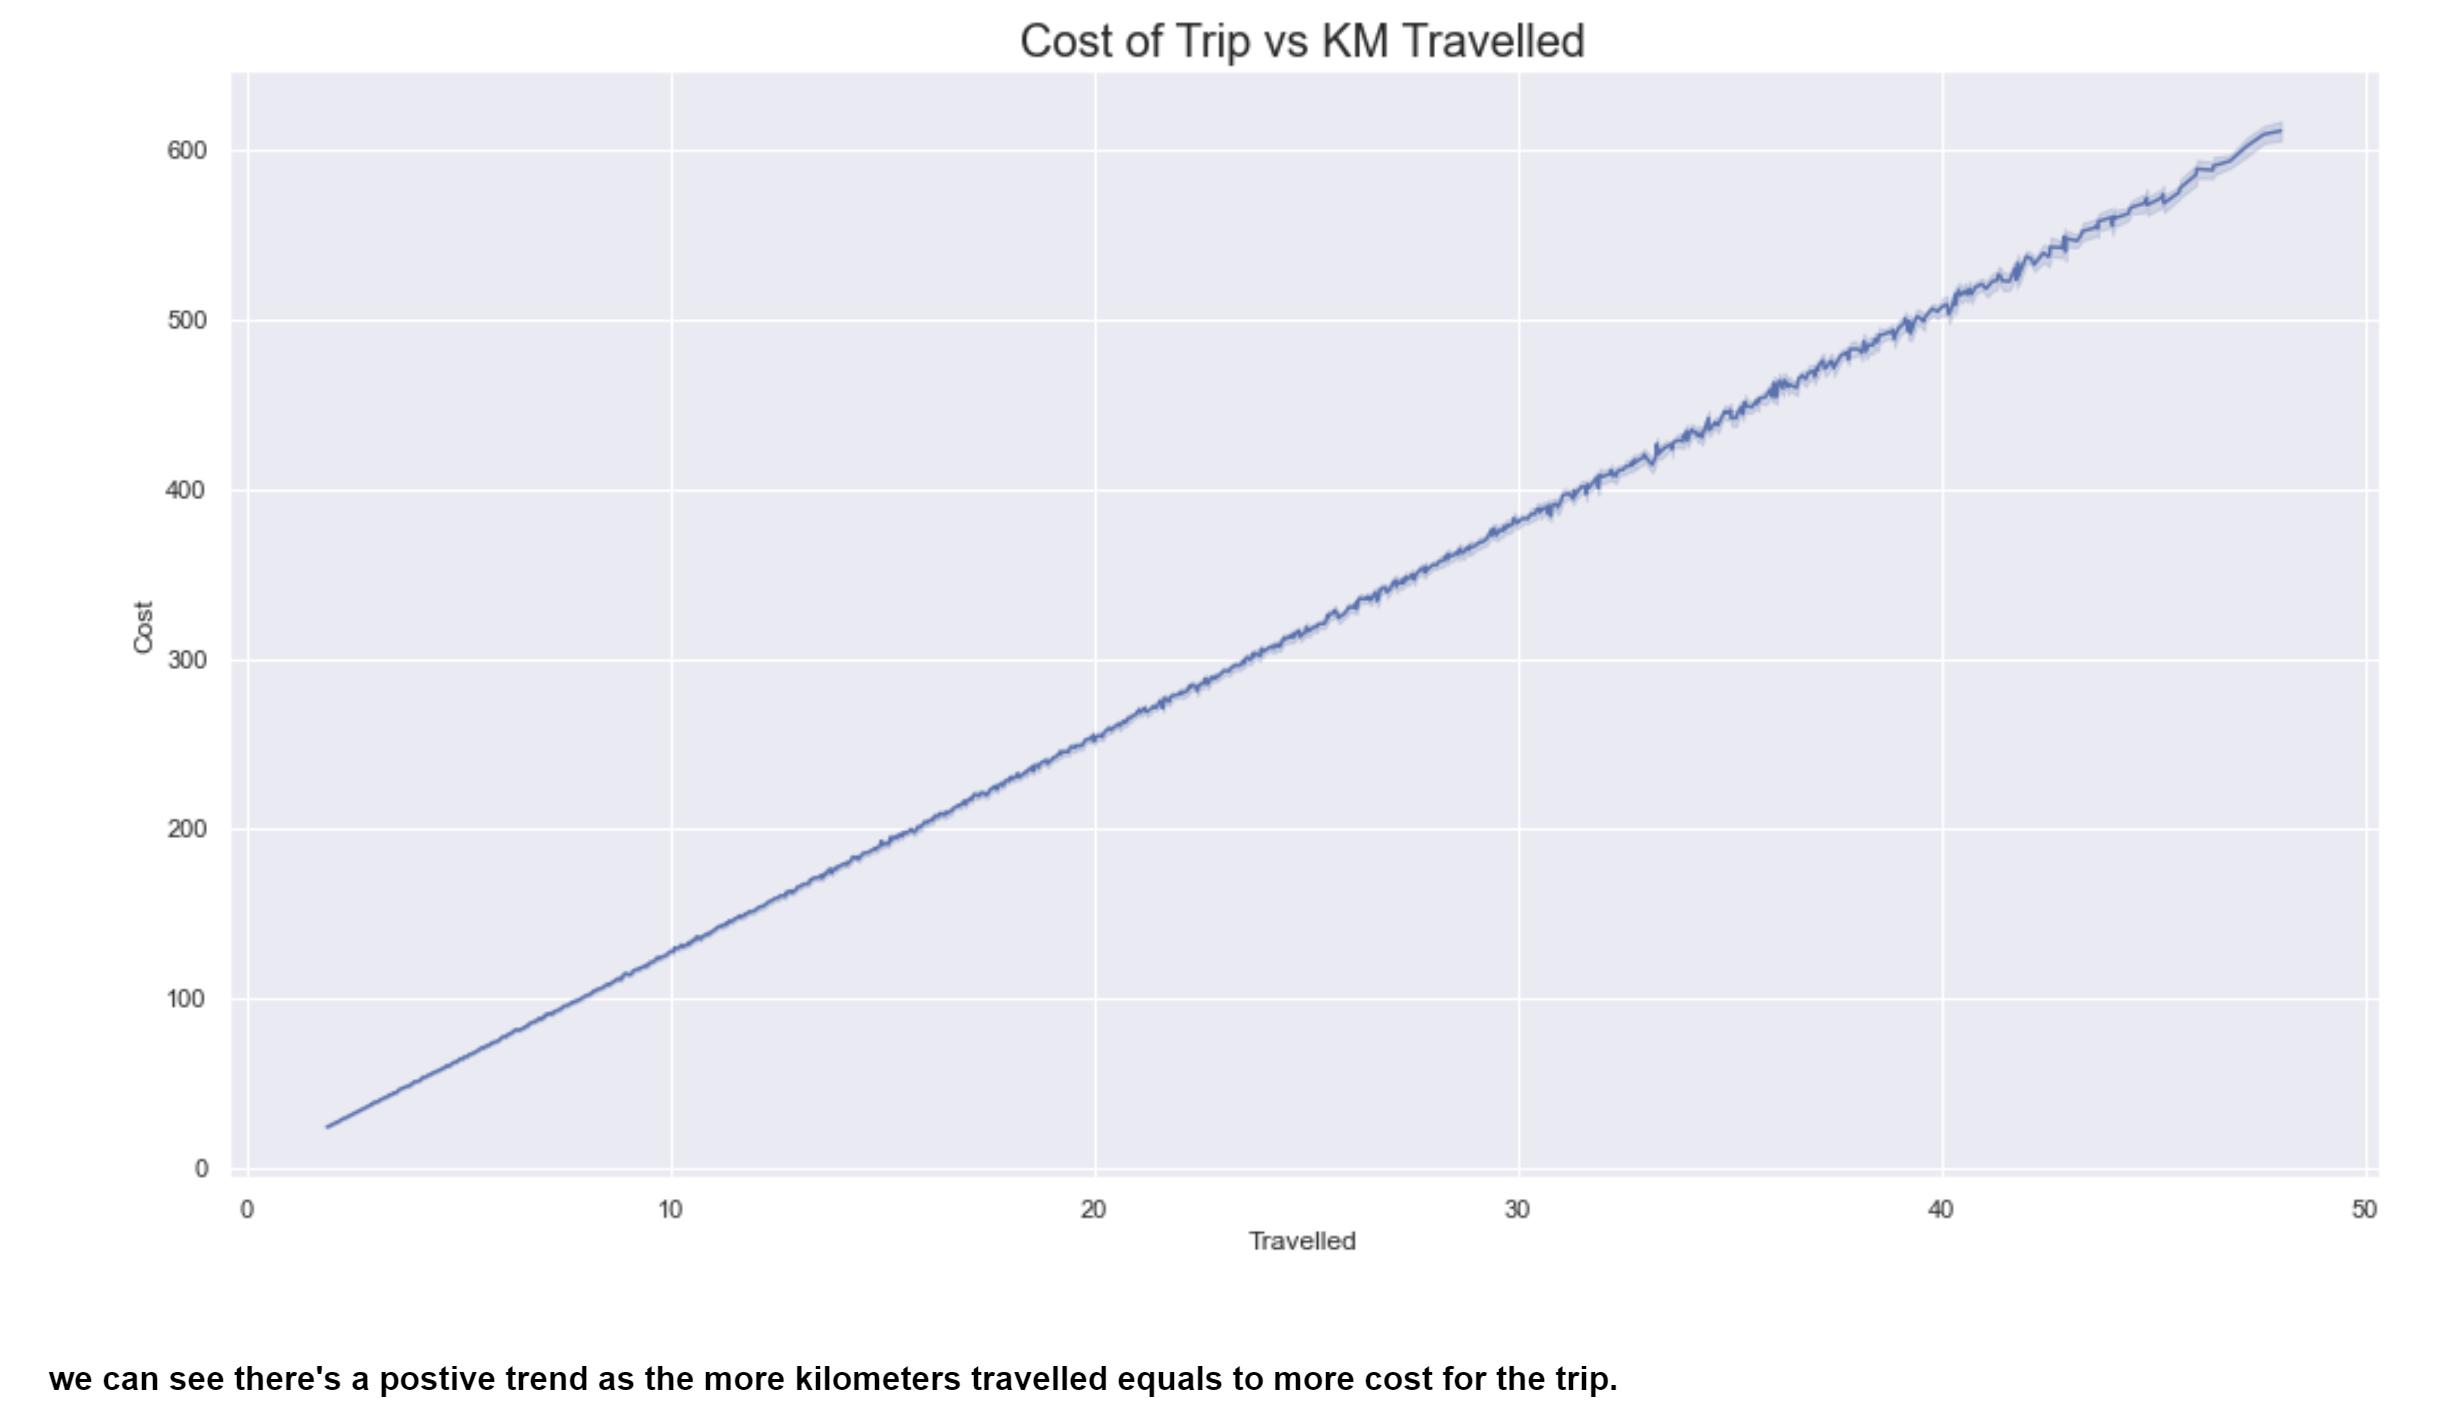 Cost of Trip vs KM Travelled
600
500
400
300
200
100
0
Cost
0 10 20 30 40 50
Travelled
we can see there's a postive trend as the more kilometers travelled equals to more cost for the trip.